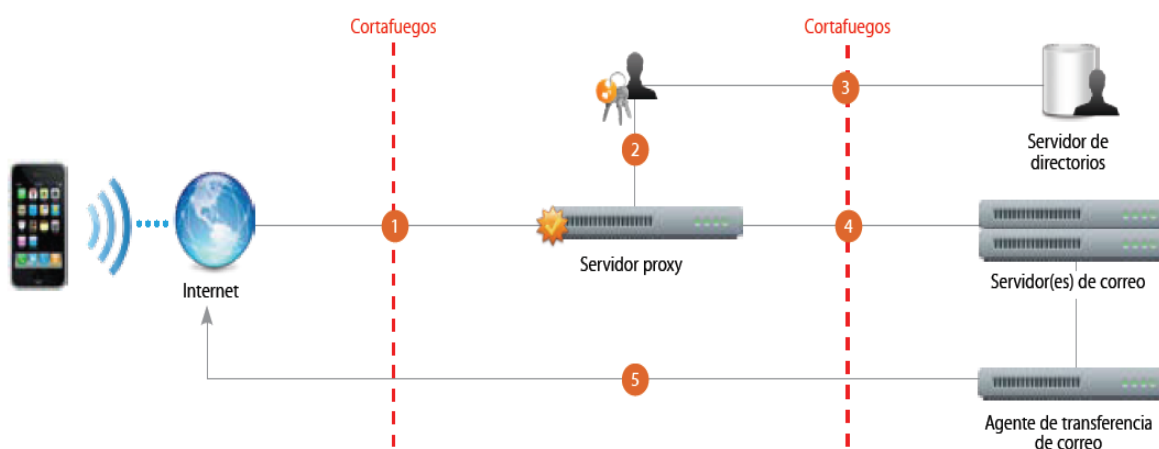 Cortafuegos
Cortafuegos
3
2
Servidor de
directorios
1
4
Servidor proxy
Internet
Servidor(es) de correo
5
Agente de transferencia
de correo